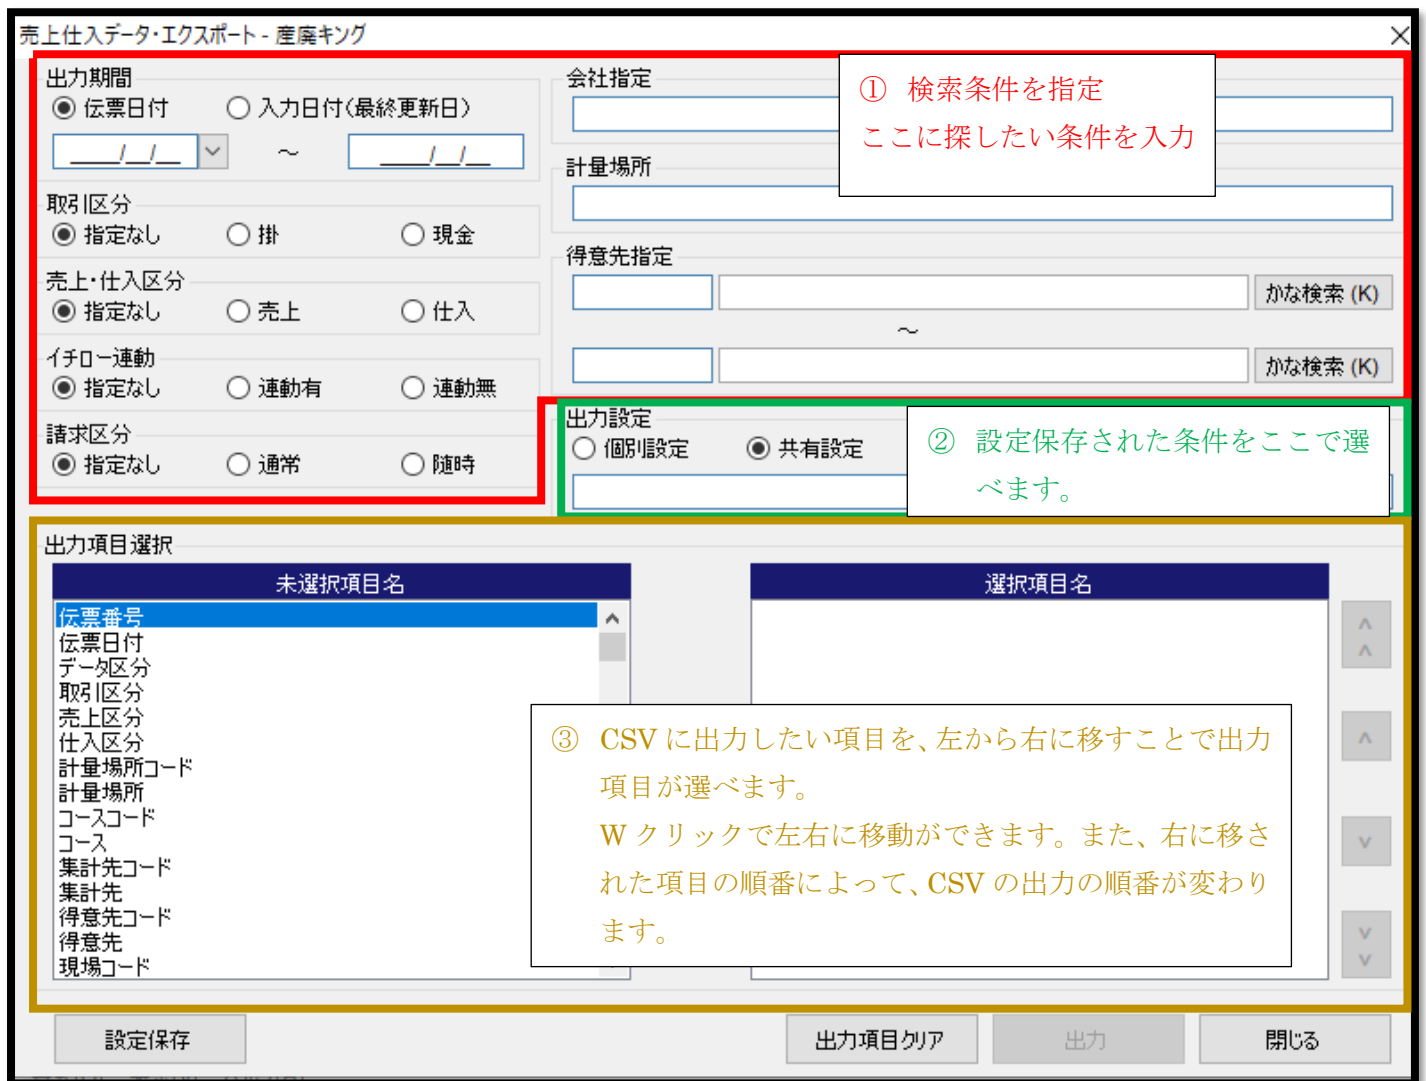 売上仕入データ・エクスポート - 産廃キング
出力期間
伝票日付
入力日付(最終更新日)
____/__/__
～
____/__/__
取引区分
指定なし
掛
現金
売上・仕入区分
指定なし
売上
仕入
イチロー連動
指定なし
連動有
連動無
請求区分
指定なし
通常
随時
会社指定
① 検索条件を指定
ここに探したい条件を入力
計量場所
得意先指定
かな検索 (K)
～
かな検索 (K)
出力設定
個別設定
共有設定
② 設定保存された条件をここで選
べます。
出力項目選択
未選択項目名
伝票番号
伝票日付
データ区分
取引区分
売上区分
仕入区分
計量場所コード
計量場所
コースコード
コース
集計先コード
集計先
得意先コード
得意先
現場コード
選択項目名
③ CSV に出力したい項目を、左から右に移すことで出力
項目が選べます。
W クリックで左右に移動ができます。また、右に移さ
れた項目の順番によって、CSV の出力の順番が変わり
ます。
設定保存
出力項目クリア
出力
閉じる